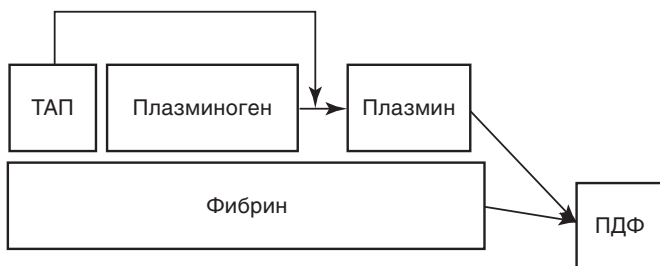 ТАП
Плазминоген
Плазмин
Фибрин
ПДФ